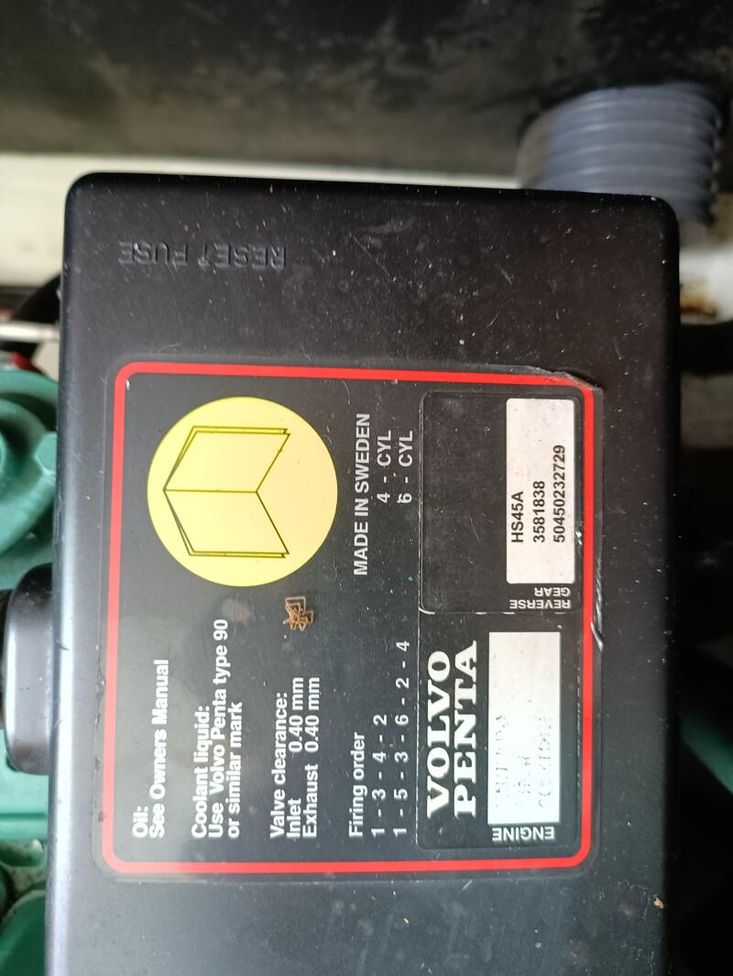 RESET FUSE
Oil:
See Owners Manual
Coolant liquid:
Use Volvo Penta type 90
or similar mark
Valve clearance:
Inlet 0.40 mm
Exhaust 0.40 mm
MADE IN SWEDEN
Firing order
1 - 3 - 4 - 2 4 - CYL
1 - 5 - 3 - 6 - 2 - 4 6 - CYL
VOLVO
PENTA
ENGINE
REVERSE
GEAR
HS45A
3581838
50450232729